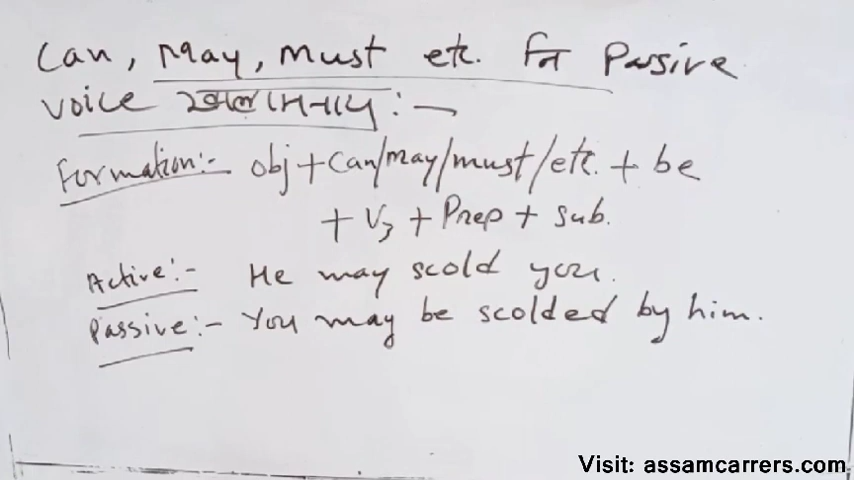 Can, May, Must etc. for Passive
voice :-
Formation:- obj + Can/may/must/etc. + be
+ V3 + Prep + sub.
Active:- He may scold you.
Passive:- You may be scolded by him.
Visit: assamcarrers.com